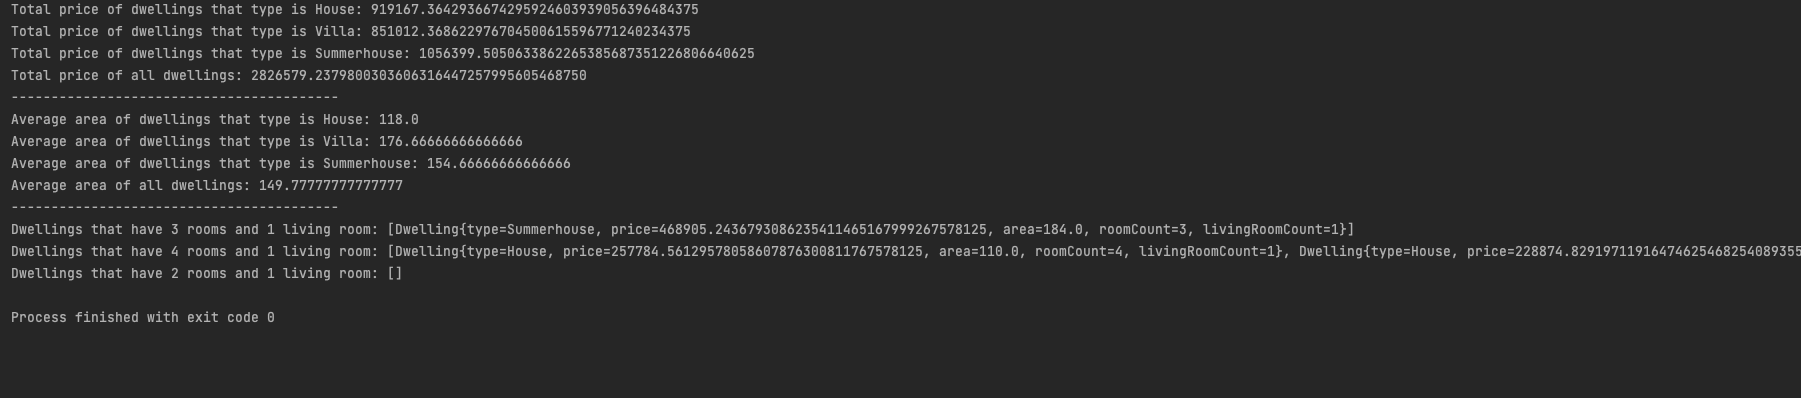 Total price of dwellings that type is House: 919167.36429366742959246039390563964843​75
Total price of dwellings that type is Villa: 851012.368622976704500615596771240234375
Total price of dwellings that type is Summerhouse: 1056399.505063386226538568735122680664​0625
Total price of all dwellings: 2826579.237980030360631644725799560546​8750
-----------------------------------------
Average area of dwellings that type is House: 118.0
Average area of dwellings that type is Villa: 176.66666666666666
Average area of dwellings that type is Summerhouse: 154.66666666666666
Average area of all dwellings: 149.77777777777777
-----------------------------------------
Dwellings that have 3 rooms and 1 living room: [Dwelling{type=Summerhouse, price=468905.2436793086235411465167999267578125, area=184.0, roomCount=3, livingRoomCount=1}]
Dwellings that have 4 rooms and 1 living room: [Dwelling{type=House, price=257784.56129578058607876300811767578125, area=110.0, roomCount=4, livingRoomCount=1}, Dwelling{type=House, price=228874.82919711916474625468254089355
Dwellings that have 2 rooms and 1 living room: []
Process finished with exit code 0